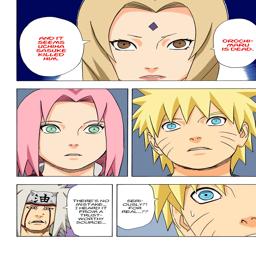 OROCHI-
MARU
IS DEAD.
AND IT
SEEMS
UCHIHA
SASUKE
KILLED
HIM.
SERI-
OUSLY?!
FOR
REAL..??
THERE'S NO
MISTAKE...
I HEARD IT
FROM A
TRUST-
WORTHY
SOURCE...
油